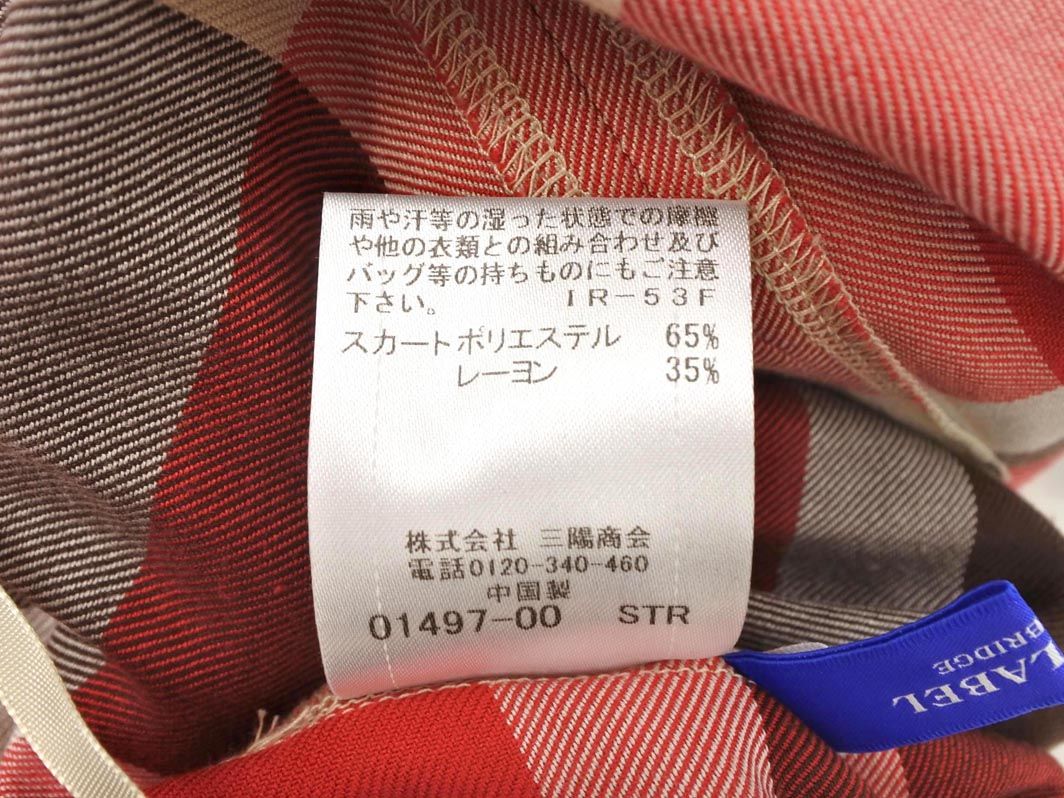 雨や汗等の湿った状態での摩擦
や他の衣類との組み合わせ及び
バッグ等の持ちものにもご注意
下さい。 IR-53F
スカートポリエステル 65%
レーヨン 35%
株式会社 三陽商会
電話0120-340-460
中国製
01497-00 STR
LABEL
BRIDGE